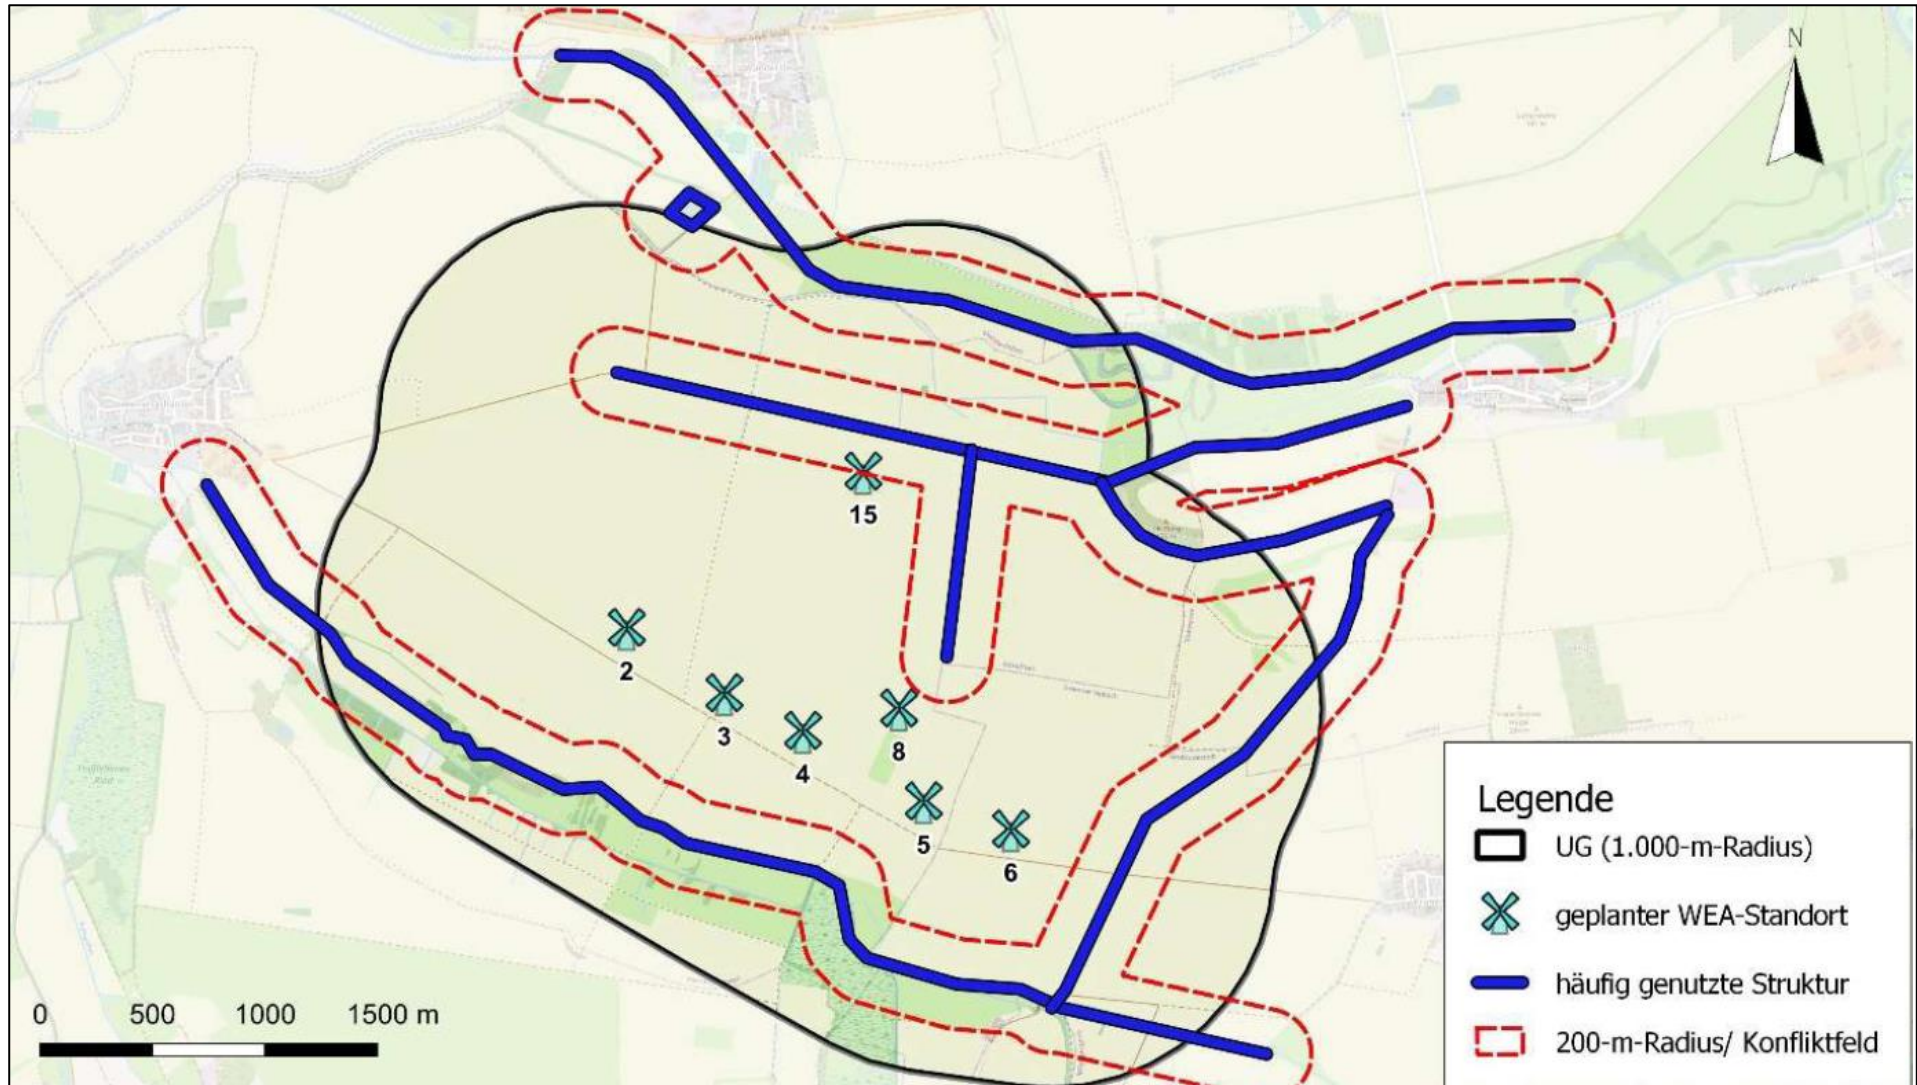 N
15
2
3
4
8
5
6
0 500 1000 1500 m
Legende
UG (1.000-m-Radius)
geplanter WEA-Standort
häufig genutzte Struktur
200-m-Radius/ Konfliktfeld